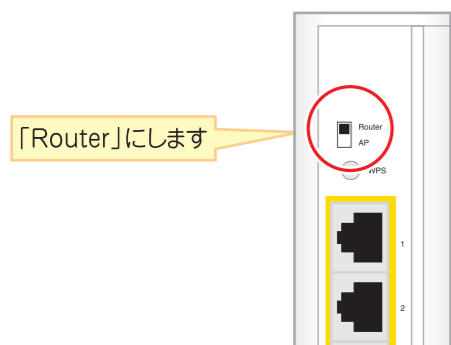 「Router」にします
Router
AP
WPS
1
2